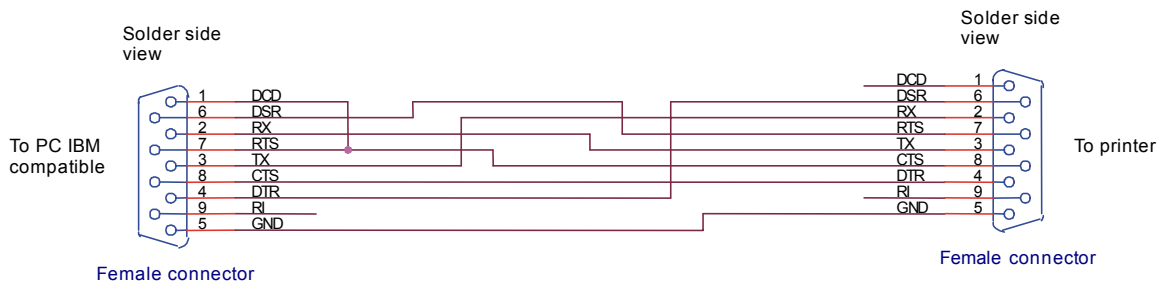 Solder side
view
1 DCD
6 DSR
2 RX
7 RTS
3 TX
8 CTS
4 DTR
9 RI
5 GND
To PC IBM
compatible
Female connector
Solder side
view
DCD 1
DSR 6
RX 2
RTS 7
TX 3
CTS 8
DTR 4
RI 9
GND 5
To printer
Female connector